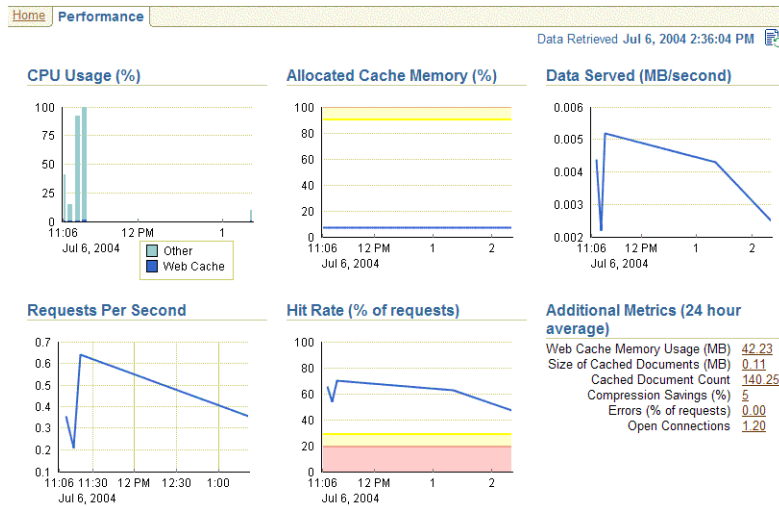 Home Performance
Data Retrieved Jul 6, 2004 2:36:04 PM
CPU Usage (%)
100
75
50
25
0
11:06 12 PM 1
Jul 6, 2004
Other
Web Cache
Allocated Cache Memory (%)
100
80
60
40
20
0
11:06 12 PM 1 2
Jul 6, 2004
Data Served (MB/second)
0.006
0.005
0.004
0.003
0.002
11:06 12 PM 1 2
Jul 6, 2004
Requests Per Second
0.7
0.6
0.5
0.4
0.3
0.2
0.1
11:06 11:30 12 PM 12:30 1:00
Jul 6, 2004
Hit Rate (% of requests)
100
80
60
40
20
0
11:06 12 PM 1 2
Jul 6, 2004
Additional Metrics (24 hour
average)
Web Cache Memory Usage (MB) 42.23
Size of Cached Documents (MB) 0.11
Cached Document Count 140.25
Compression Savings (%) 5
Errors (% of requests) 0.00
Open Connections 1.20